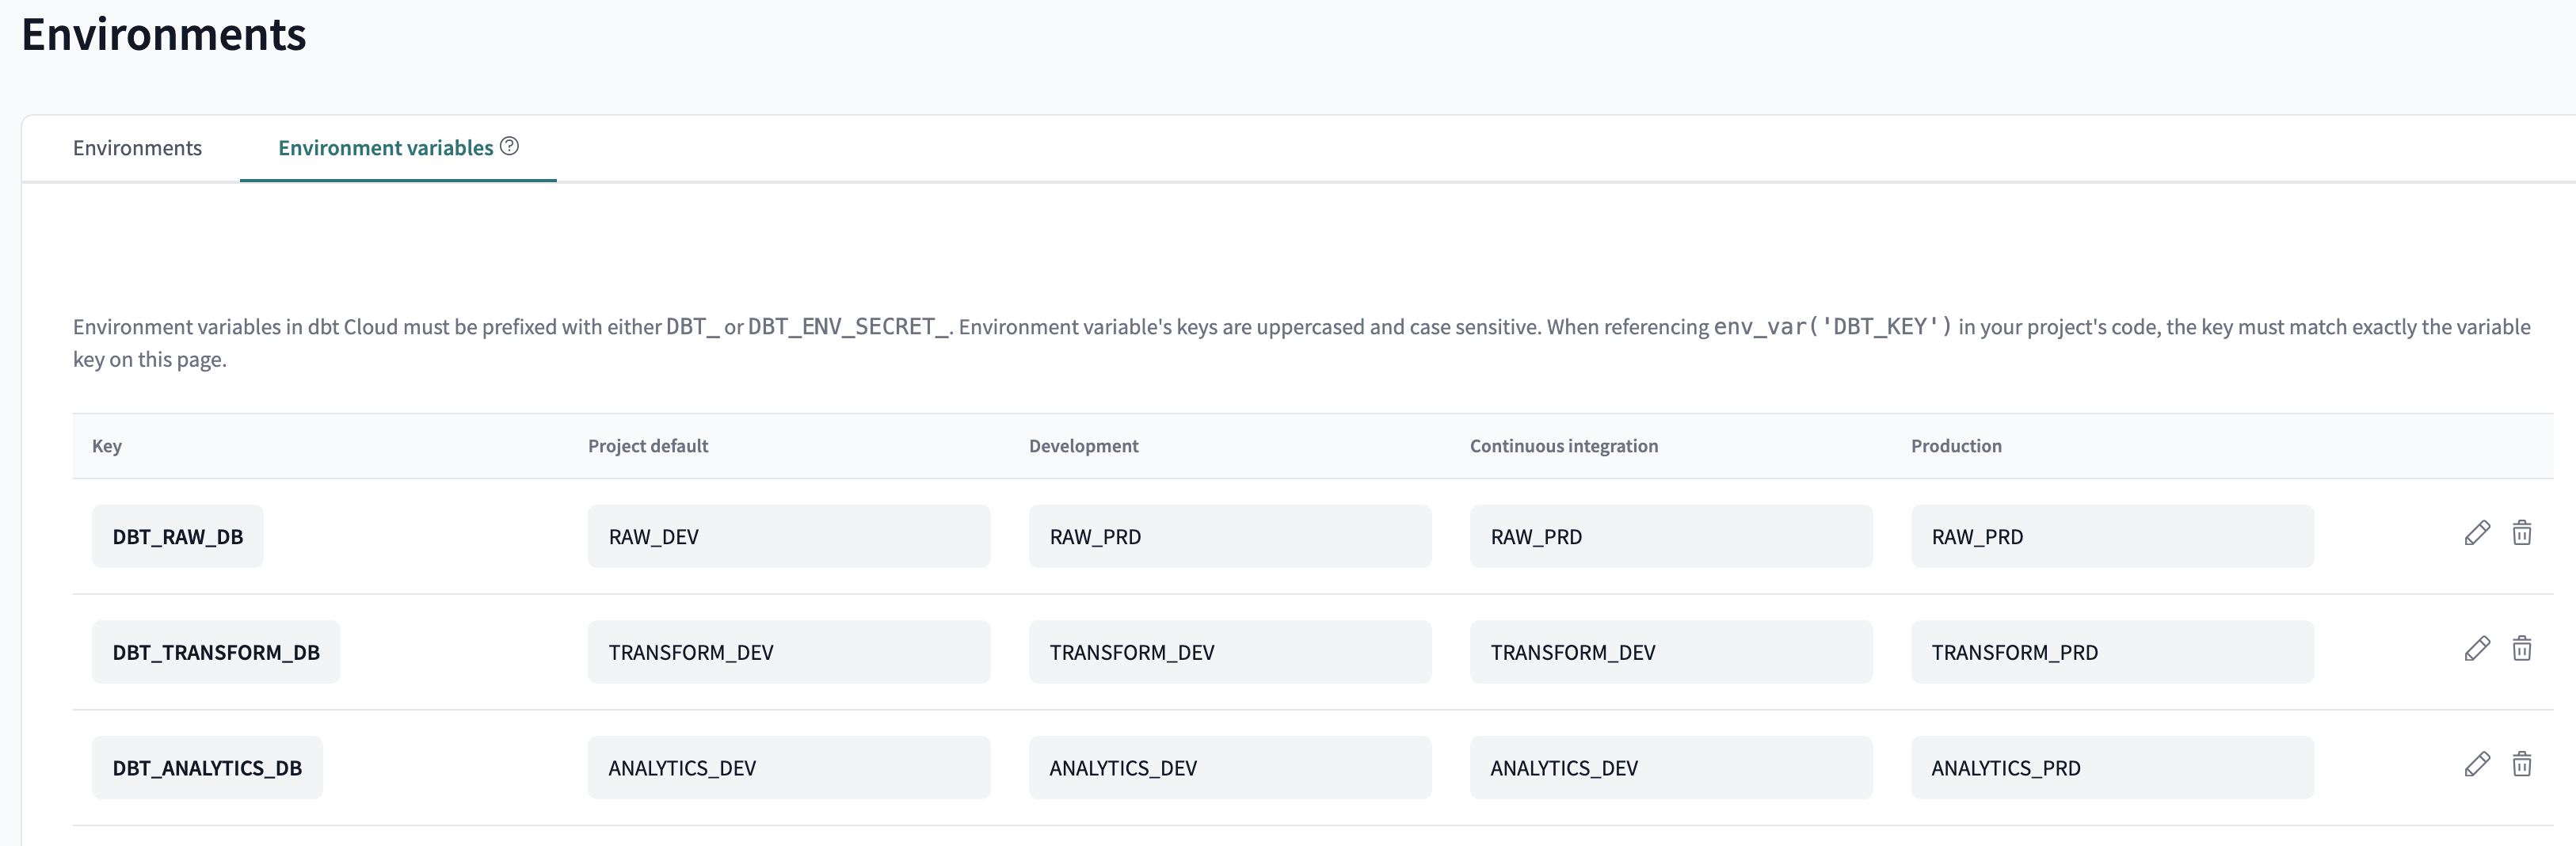 Environments
Environments
Environment variables
Environment variables in dbt Cloud must be prefixed with either DBT_ or DBT_ENV_SECRET_. Environment variable's keys are uppercased and case sensitive. When referencing env_var('DBT_KEY') in your project's code, the key must match exactly the variable
key on this page.
Key Project default Development Continuous integration Production
DBT_RAW_DB RAW_DEV RAW_PRD RAW_PRD RAW_PRD
DBT_TRANSFORM_DB TRANSFORM_DEV TRANSFORM_DEV TRANSFORM_DEV TRANSFORM_PRD
DBT_ANALYTICS_DB ANALYTICS_DEV ANALYTICS_DEV ANALYTICS_DEV ANALYTICS_PRD